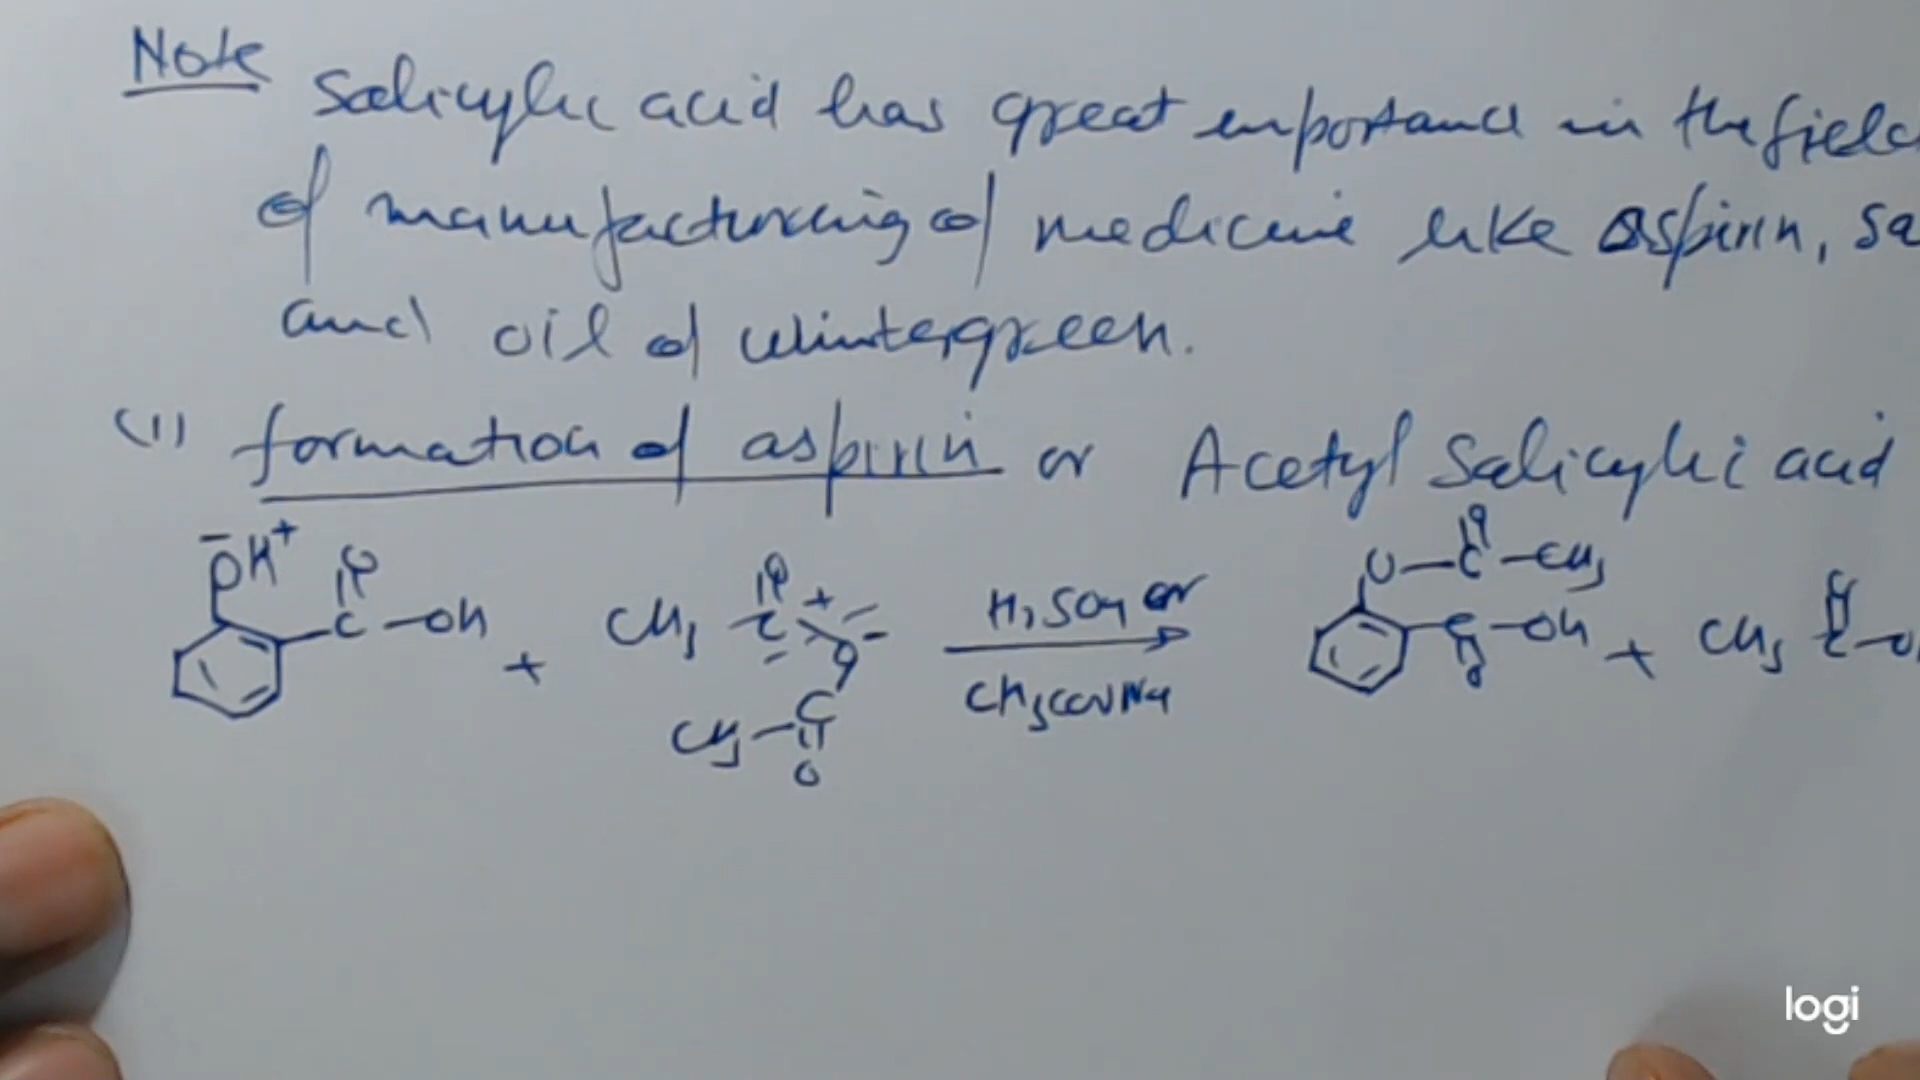 Note
Salicylic acid has great importance in the field
of manufacturing of medicine like aspirin, sa
and oil of wintergreen.
(1) formation of aspirin or Acetyl Salicylic acid
O⁻H⁺ O C-OH + CH₃ O C⁺ O H₂SO₄ or O-C-CH₃ O C-OH O + CH₃ C-O
CH₃-C O CH₃COONa
logi